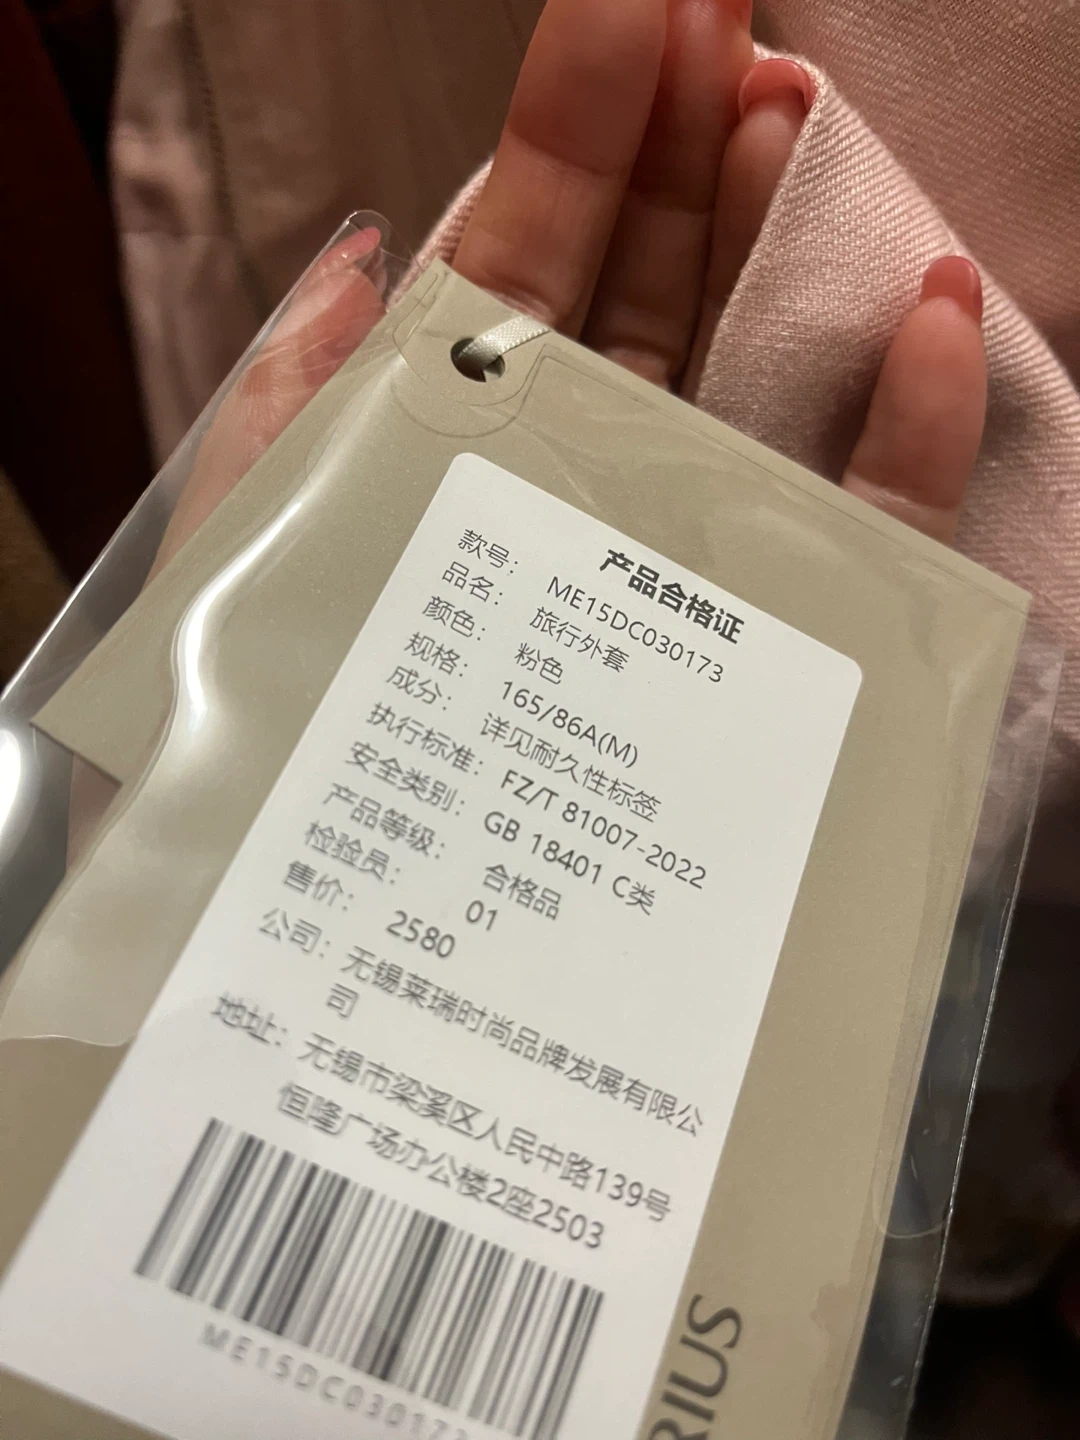 产品合格证
款号: ME15DC030173
品名: 旅行外套
颜色: 粉色
规格: 165/86A(M)
成分: 详见耐久性标签
执行标准: FZ/T 81007-2022
安全类别: GB 18401 C类
产品等级: 合格品
检验员: 01
售价: 2580
公司: 无锡莱瑞时尚品牌发展有限公
司
地址: 无锡市梁溪区人民中路139号
恒隆广场办公楼2座2503
ME15DC030173
RIUS